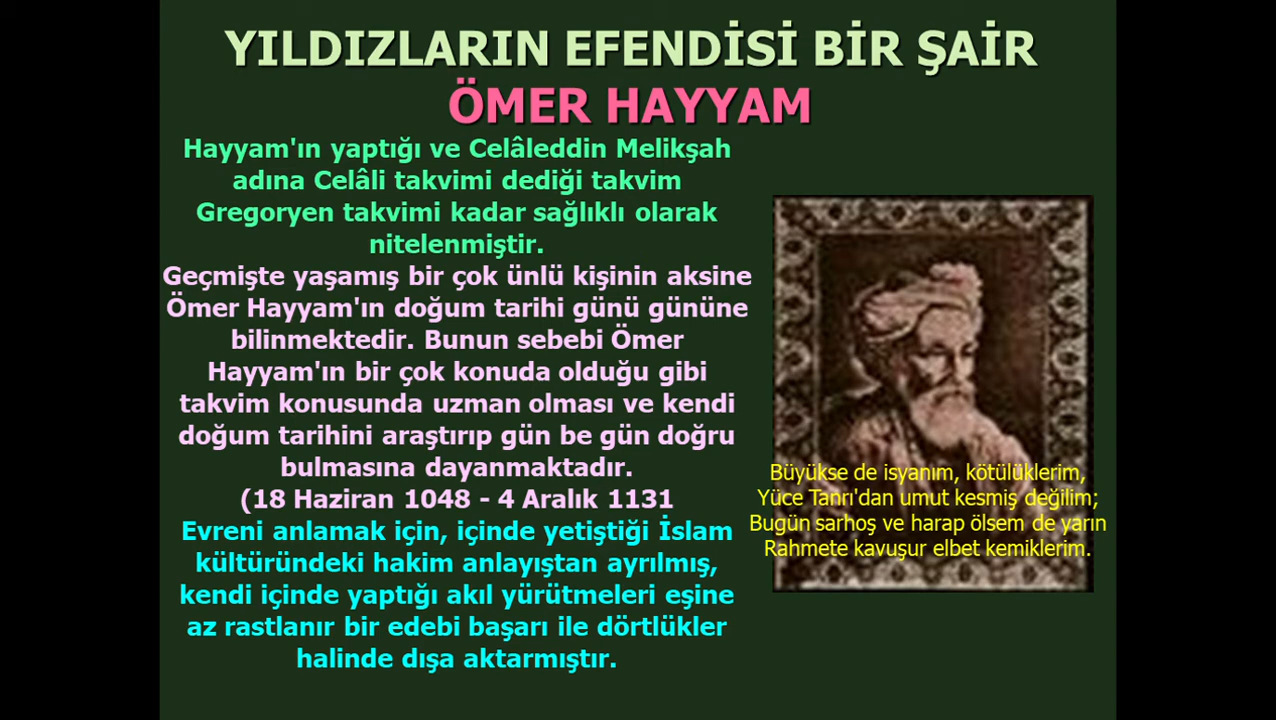 YILDIZLARIN EFENDİSİ BİR ŞAİR
ÖMER HAYYAM
Hayyam'ın yaptığı ve Celâleddin Melikşah
adına Celâli takvimi dediği takvim
Gregoryen takvimi kadar sağlıklı olarak
nitelenmiştir.
Geçmişte yaşamış bir çok ünlü kişinin aksine
Ömer Hayyam'ın doğum tarihi günü gününe
bilinmektedir. Bunun sebebi Ömer
Hayyam'ın bir çok konuda olduğu gibi
takvim konusunda uzman olması ve kendi
doğum tarihini araştırıp gün be gün doğru
bulmasına dayanmaktadır.
(18 Haziran 1048 - 4 Aralık 1131
Evreni anlamak için, içinde yetiştiği İslam
kültüründeki hakim anlayıştan ayrılmış,
kendi içinde yaptığı akıl yürütmeleri eşine
az rastlanır bir edebi başarı ile dörtlükler
halinde dışa aktarmıştır.
Büyükse de isyanım, kötülüklerim,
Yüce Tanrı'dan umut kesmiş değilim;
Bugün sarhoş ve harap ölsem de yarın
Rahmete kavuşur elbet kemiklerim.